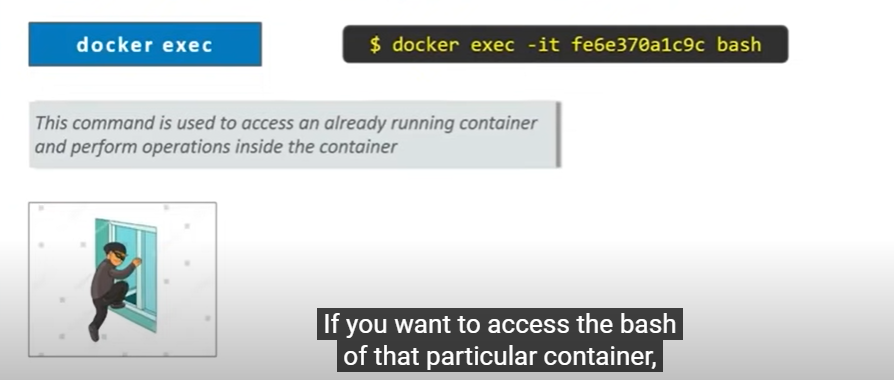 docker exec
$ docker exec -it fe6e370a1c9c bash
This command is used to access an already running container
and perform operations inside the container
If you want to access the bash
of that particular container,